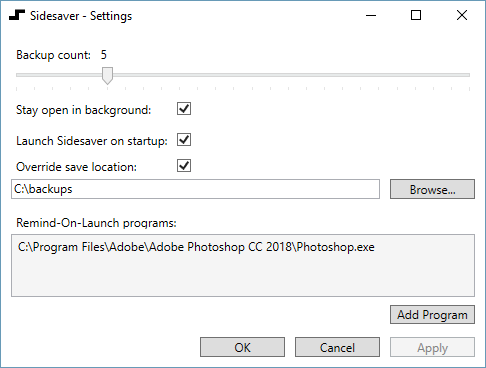 Sidesaver - Settings
Backup count: 5
Stay open in background:
Launch Sidesaver on startup:
Override save location:
C:\backups
Browse...
Remind-On-Launch programs:
C:\Program Files\Adobe\Adobe Photoshop CC 2018\Photoshop.exe
Add Program
OK Cancel Apply